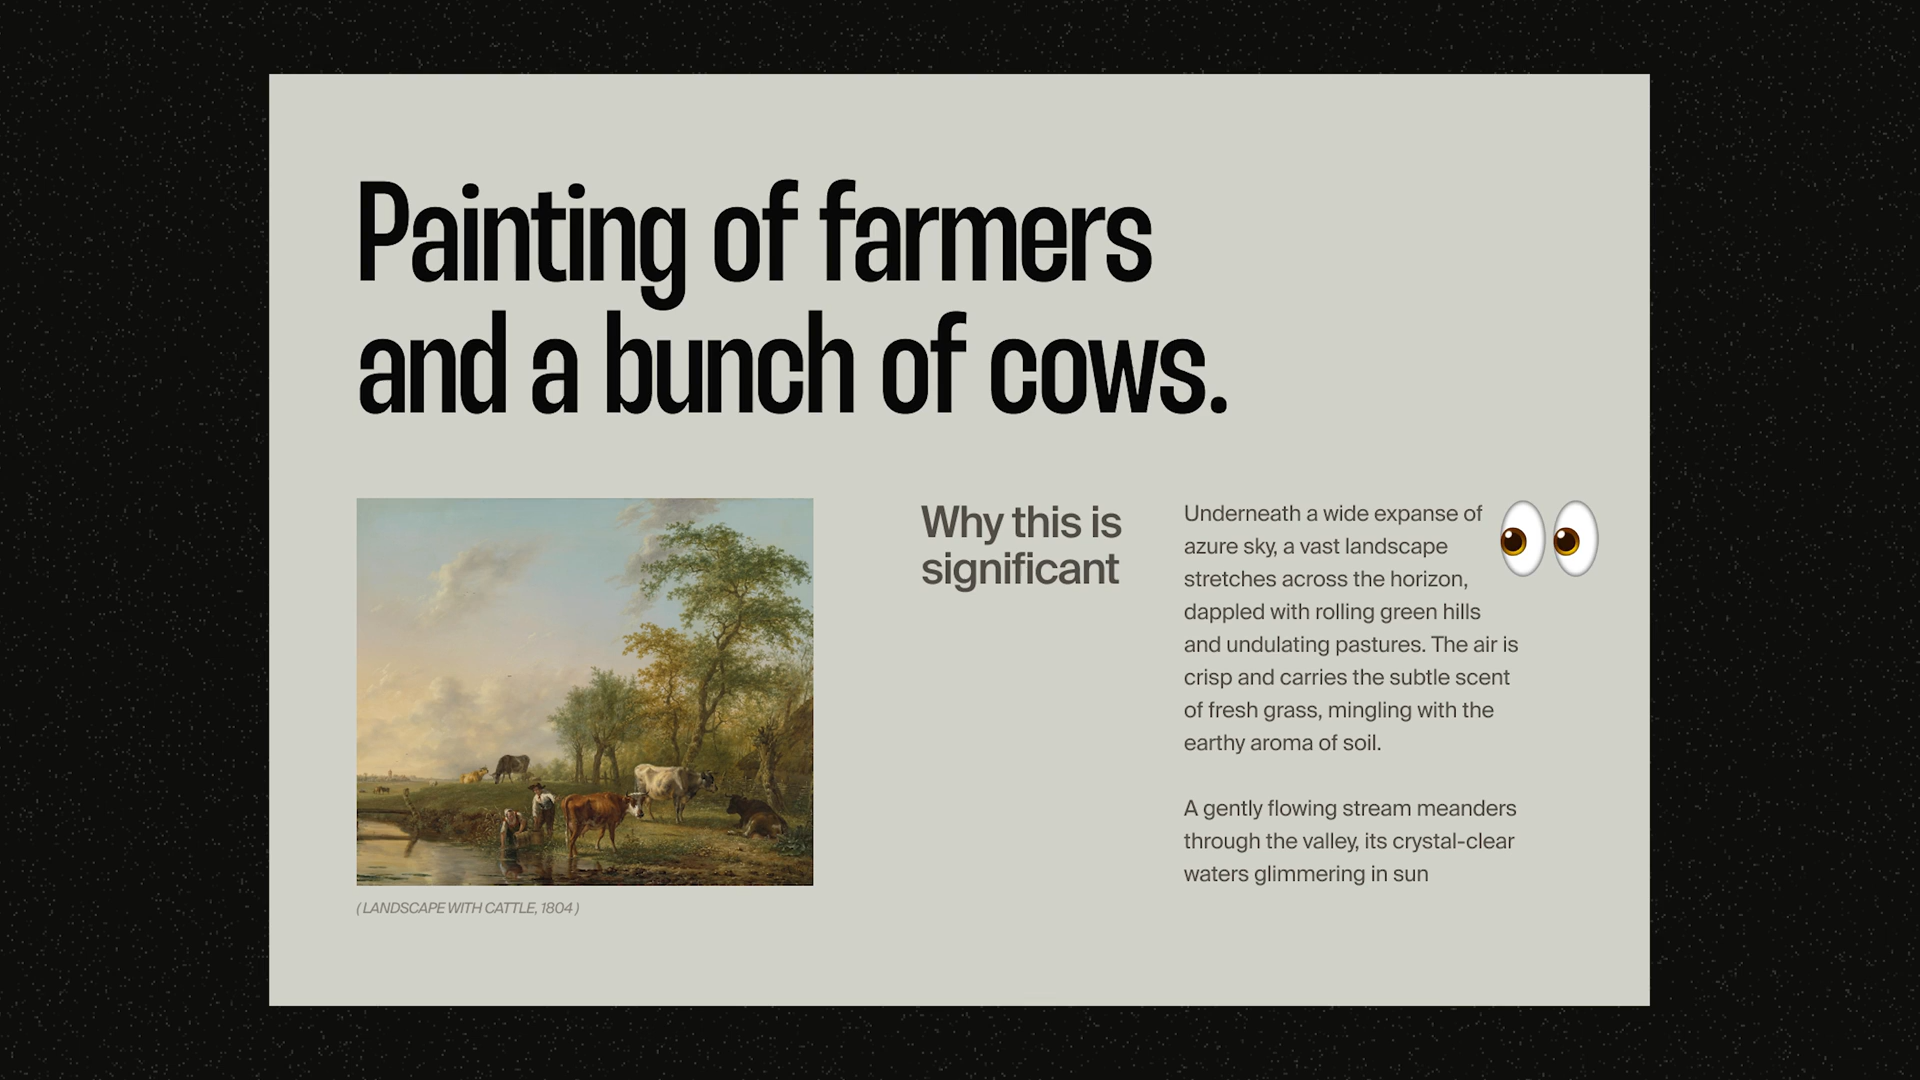 Painting of farmers
and a bunch of cows.
Why this is
significant
Underneath a wide expanse of
azure sky, a vast landscape
stretches across the horizon,
dappled with rolling green hills
and undulating pastures. The air is
crisp and carries the subtle scent
of fresh grass, mingling with the
earthy aroma of soil.
A gently flowing stream meanders
through the valley, its crystal-clear
waters glimmering in sun
( LANDSCAPE WITH CATTLE, 1804 )